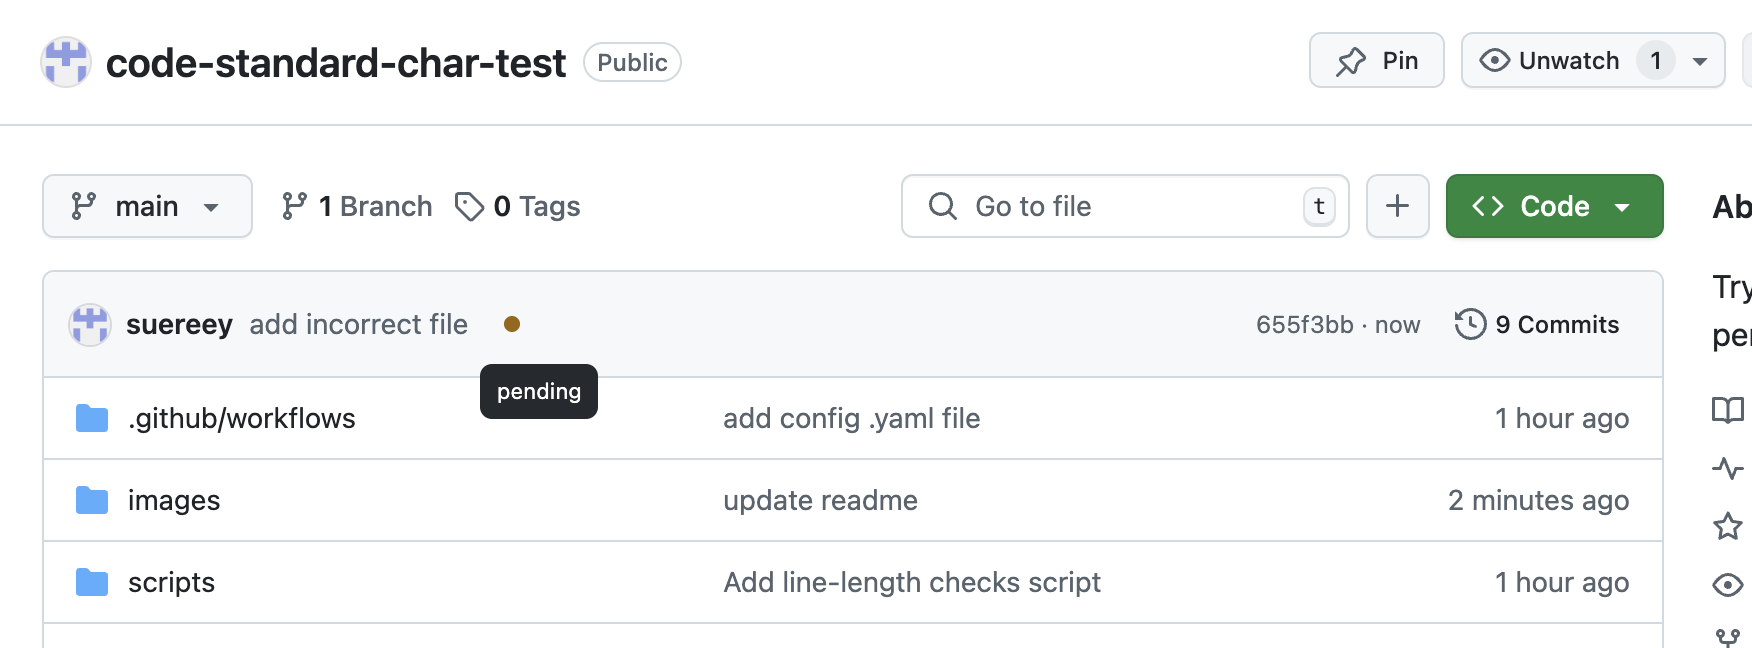 code-standard-char-test Public Pin Unwatch 1
main 1 Branch 0 Tags Go to file t Code
Ab
suereey add incorrect file 655f3bb · now 9 Commits
Try
per
pending
.github/workflows add config .yaml file 1 hour ago
images update readme 2 minutes ago
scripts Add line-length checks script 1 hour ago